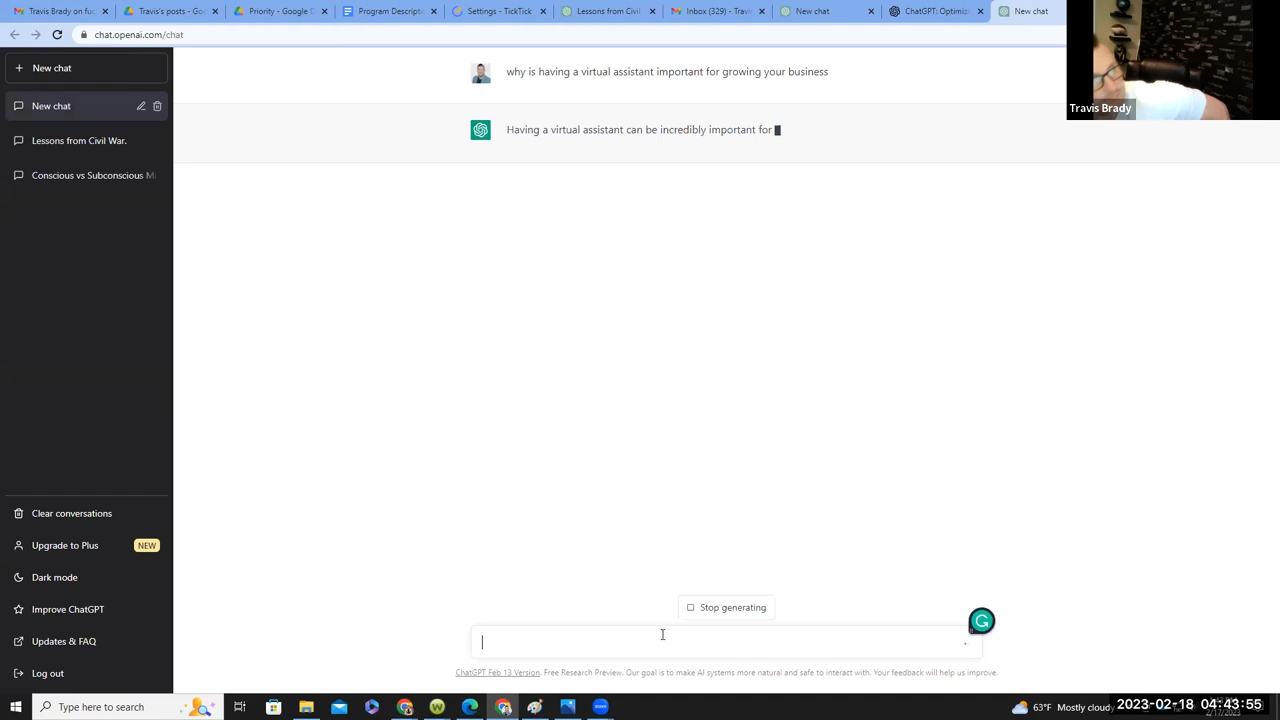 Travis Brady on fu
Travis's posts - Go
Priority - Google D
Program Descripti
Settings - TickTick
Lessons from Civil
Inbox (329) - Trav
New chat
ChatGPT: Optimi
New chat
chat.openai.com/chat
New chat
New chat
Lessons from Civil War.
Conscious vs Subconscious M
why is having a virtual assistant important for growing your business
Having a virtual assistant can be incredibly important for
Travis Brady
Clear conversations
Upgrade to Plus
NEW
Dark mode
Improve ChatGPT
Updates & FAQ
Stop generating
ChatGPT Feb 13 Version. Free Research Preview. Our goal is to make AI systems more natural and safe to interact with. Your feedback will help us improve.
Type here to search
63°F Mostly cloudy
2023-02-18 04:43:55
2/17/2023